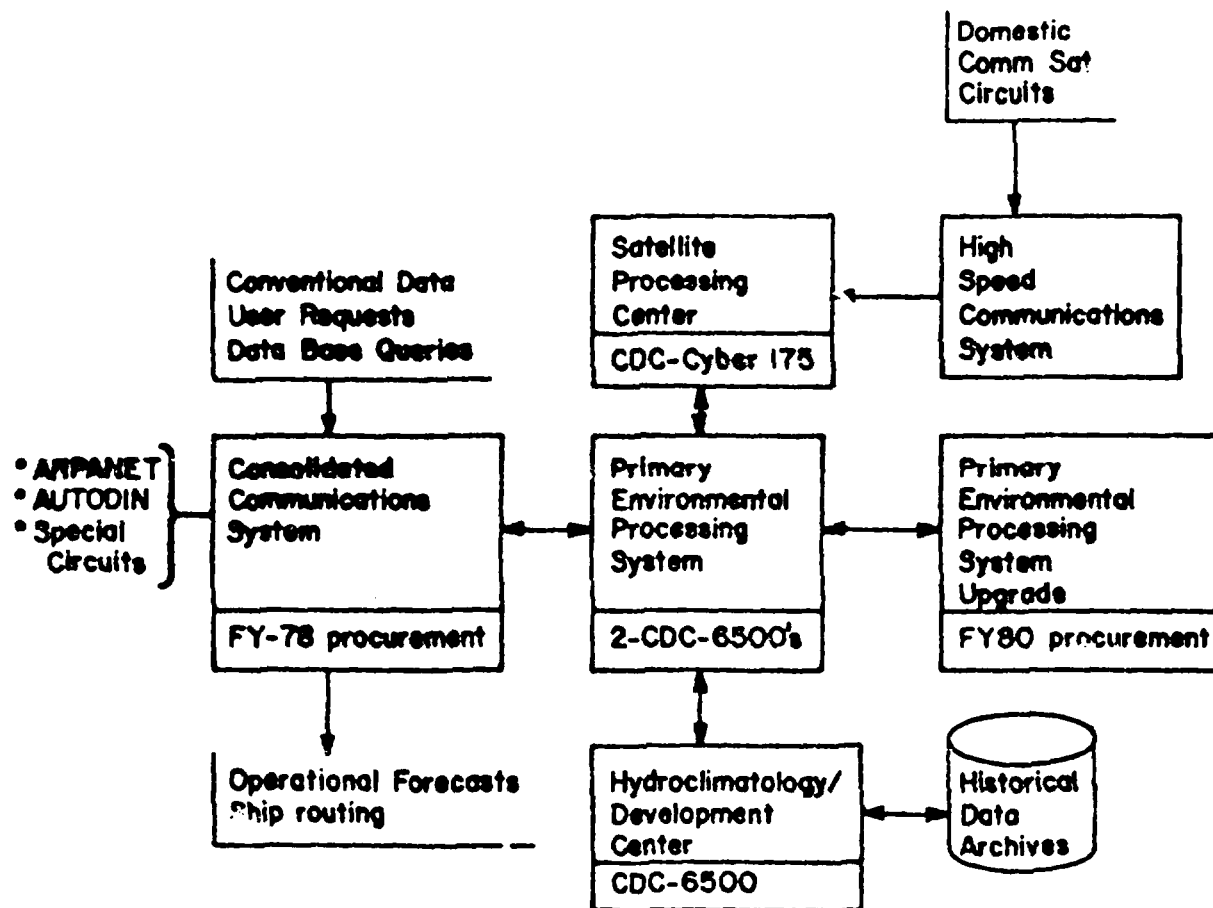 Domestic
Comm Sat
Circuits
Satellite
Processing
Center
CDC-Cyber 175
High
Speed
Communications
System
Conventional Data
User Requests
Data Base Queries
• ARPANET
• AUTODIN
• Special
Circuits
Consolidated
Communications
System
FY-78 procurement
Primary
Environmental
Processing
System
2-CDC-6500's
Primary
Environmental
Processing
System
Upgrade
FY80 procurement
Operational Forecasts
Ship routing
Hydroclimatology/
Development
Center
CDC-6500
Historical
Data
Archives